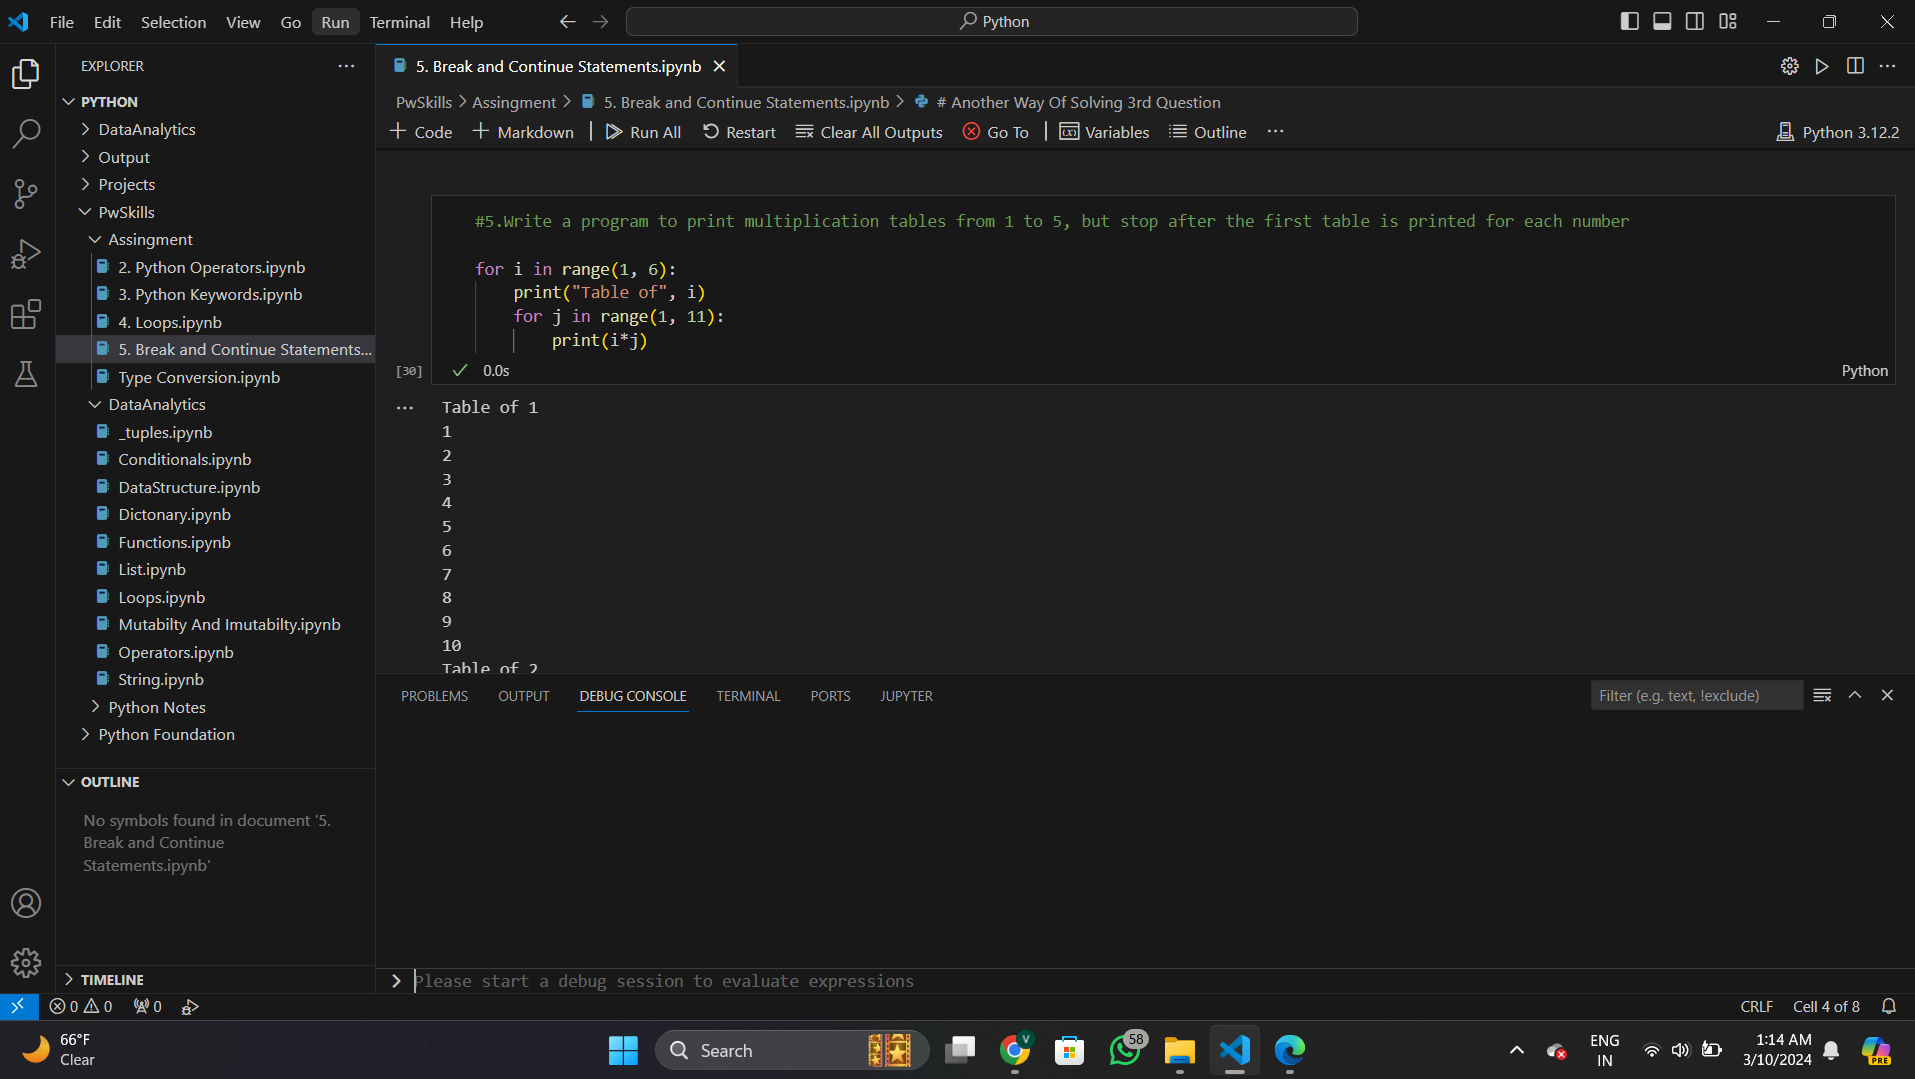 File Edit Selection View Go Run Terminal Help
Python
EXPLORER
PYTHON
DataAnalytics
Output
Projects
PwSkills
Assingment
2. Python Operators.ipynb
3. Python Keywords.ipynb
4. Loops.ipynb
5. Break and Continue Statements...
Type Conversion.ipynb
DataAnalytics
_tuples.ipynb
Conditionals.ipynb
DataStructure.ipynb
Dictonary.ipynb
Functions.ipynb
List.ipynb
Loops.ipynb
Mutabilty And Imutabilty.ipynb
Operators.ipynb
String.ipynb
Python Notes
Python Foundation
OUTLINE
No symbols found in document '5.
Break and Continue
Statements.ipynb'
TIMELINE
5. Break and Continue Statements.ipynb
PwSkills > Assingment > 5. Break and Continue Statements.ipynb > # Another Way Of Solving 3rd Question
+ Code + Markdown | Run All Restart Clear All Outputs Go To | Variables Outline ...
Python 3.12.2
#5.Write a program to print multiplication tables from 1 to 5, but stop after the first table is printed for each number
for i in range(1, 6):
print("Table of", i)
for j in range(1, 11):
print(i*j)
[30] 0.0s
Python
Table of 1
1
2
3
4
5
6
7
8
9
10
Table of 2
PROBLEMS OUTPUT DEBUG CONSOLE TERMINAL PORTS JUPYTER
Filter (e.g. text, !exclude)
Please start a debug session to evaluate expressions
0 0 0
CRLF Cell 4 of 8
66°F
Clear
Search
V
58
PRE
ENG
IN
1:14 AM
3/10/2024